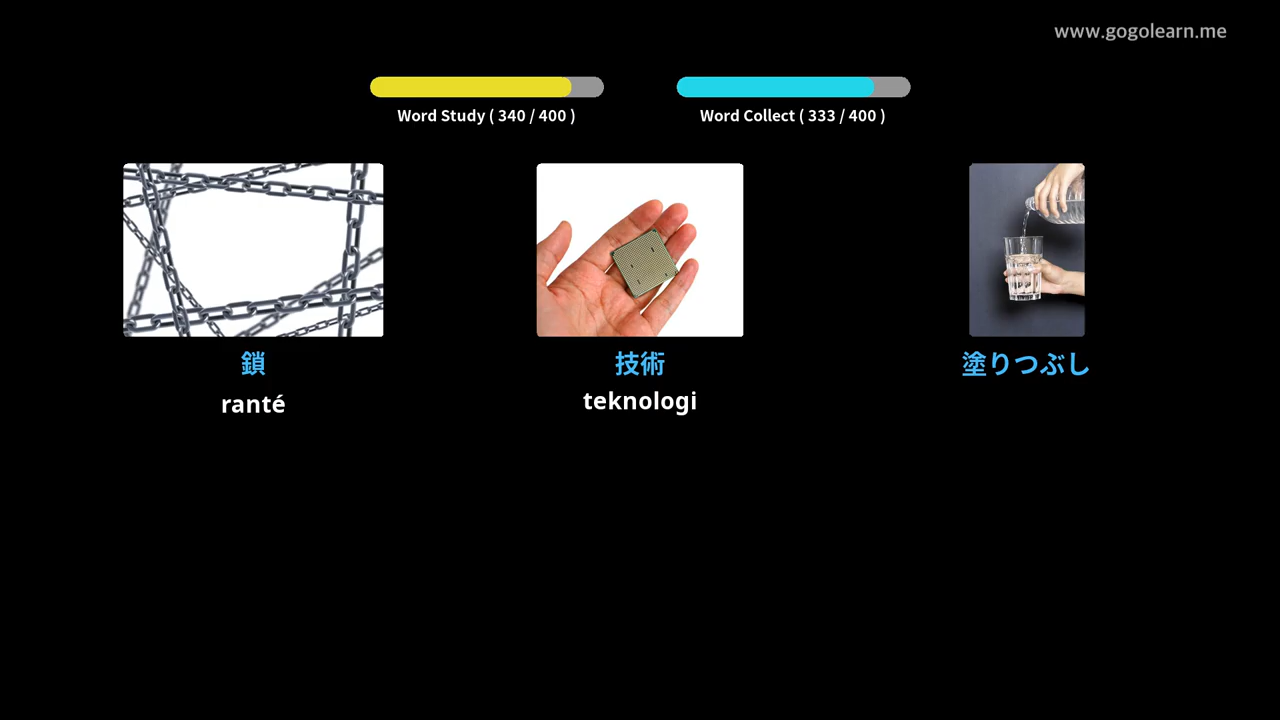 www.gogolearn.me
Word Study ( 340 / 400 )
Word Collect ( 333 / 400 )
鎖
ranté
技術
teknologi
塗りつぶし